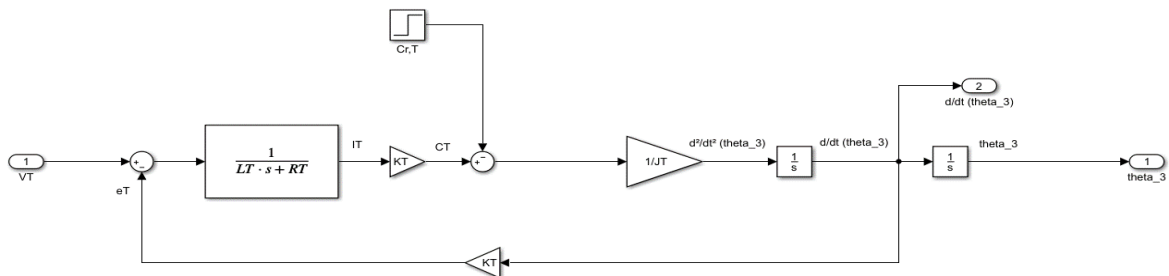 Cr,T
2
d/dt (theta_3)
1
VT
+
-
eT
1
LT · s + RT
IT
KT
CT
+
-
1/JT
d²/dt² (theta_3)
1
s
d/dt (theta_3)
1
s
theta_3
1
theta_3
KT